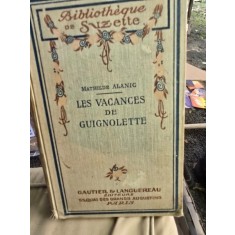 Bibliothèque
DE Suzette
MATHILDE ALANIC
LES VACANCES
DE
GUIGNOLETTE
GAUTIER & LANGUEREAU
ÉDITEURS
PARIS